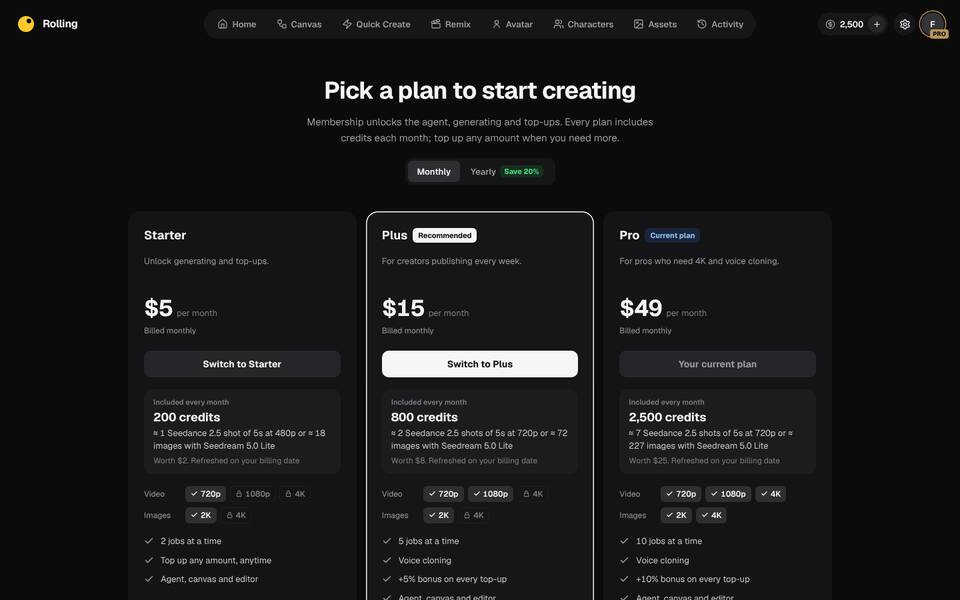 Rolling
Home
Canvas
Quick Create
Remix
Avatar
Characters
Assets
Activity
2,500
F
PRO
Pick a plan to start creating
Membership unlocks the agent, generating and top-ups. Every plan includes
credits each month; top up any amount when you need more.
Monthly
Yearly
Save 20%
Starter
Unlock generating and top-ups.
$5 per month
Billed monthly
Switch to Starter
Included every month
200 credits
≈ 1 Seedance 2.5 shot of 5s at 480p or ≈ 18
images with Seedream 5.0 Lite
Worth $2. Refreshed on your billing date
Video 720p 1080p 4K
Images 2K 4K
2 jobs at a time
Top up any amount, anytime
Agent, canvas and editor
Plus Recommended
For creators publishing every week.
$15 per month
Billed monthly
Switch to Plus
Included every month
800 credits
≈ 2 Seedance 2.5 shots of 5s at 720p or ≈ 72
images with Seedream 5.0 Lite
Worth $8. Refreshed on your billing date
Video 720p 1080p 4K
Images 2K 4K
5 jobs at a time
Voice cloning
+5% bonus on every top-up
Agent, canvas and editor
Pro Current plan
For pros who need 4K and voice cloning.
$49 per month
Billed monthly
Your current plan
Included every month
2,500 credits
≈ 7 Seedance 2.5 shots of 5s at 720p or ≈
227 images with Seedream 5.0 Lite
Worth $25. Refreshed on your billing date
Video 720p 1080p 4K
Images 2K 4K
10 jobs at a time
Voice cloning
+10% bonus on every top-up
Agent, canvas and editor